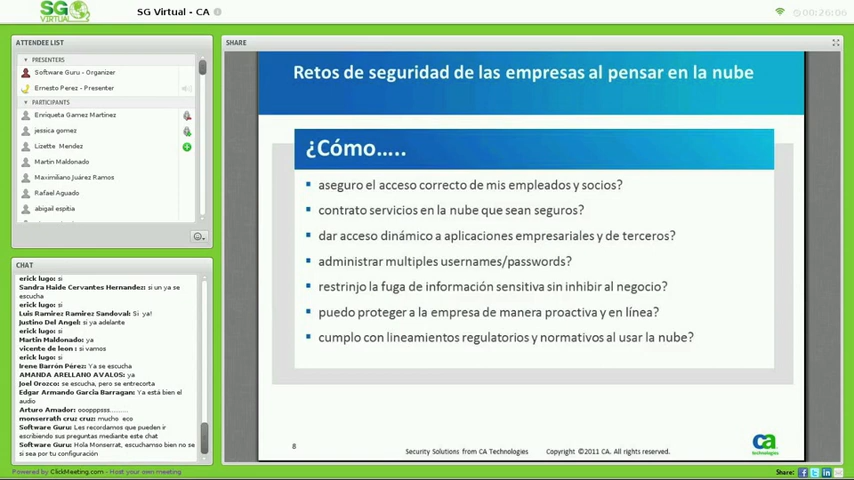 SG
VIRTUAL
SG Virtual - CA
00:26:06
ATTENDEE LIST
PRESENTERS
Software Guru - Organizer
Ernesto Perez - Presenter
PARTICIPANTS
Enriqueta Gamez Martinez
jessica gomez
Lizette Mendez
Martin Maldonado
Maximiliano Juárez Ramos
Rafael Aguado
abigail espitia
CHAT
erick lugo: si
Sandra Haide Cervantes Hernandez: si un ya se
escucha
erick lugo: si
Luis Ramirez Ramirez Sandoval: Si ya!
Justino Del Angel: si ya adelante
erick lugo: si
Martin Maldonado: ya
vicente de leon : si vamos
erick lugo: si
Irene Barrón Pérez: Ya se escucha
AMANDA ARELLANO AVALOS: ya
Joel Orozco: se escucha, pero se entrecorta
Edgar Armando Garcia Barragan: Ya está bien el
audio
Arturo Amador: ooopppsss.........
monserrath cruz cruz: mucho eco
Software Guru: Les recordamos que pueden ir
escribiendo sus preguntas mediante este chat
Software Guru: Hola Monserrat, escuchamso bien no se
si sea por tu configuración
SHARE
Retos de seguridad de las empresas al pensar en la nube
¿Cómo.....
aseguro el acceso correcto de mis empleados y socios?
contrato servicios en la nube que sean seguros?
dar acceso dinámico a aplicaciones empresariales y de terceros?
administrar multiples usernames/passwords?
restrinjo la fuga de información sensitiva sin inhibir al negocio?
puedo proteger a la empresa de manera proactiva y en línea?
cumplo con lineamientos regulatorios y normativos al usar la nube?
8
Security Solutions from CA Technologies
Copyright ©2011 CA. All rights reserved.
ca
technologies
Powered by ClickMeeting.com - Host your own meeting
Share: